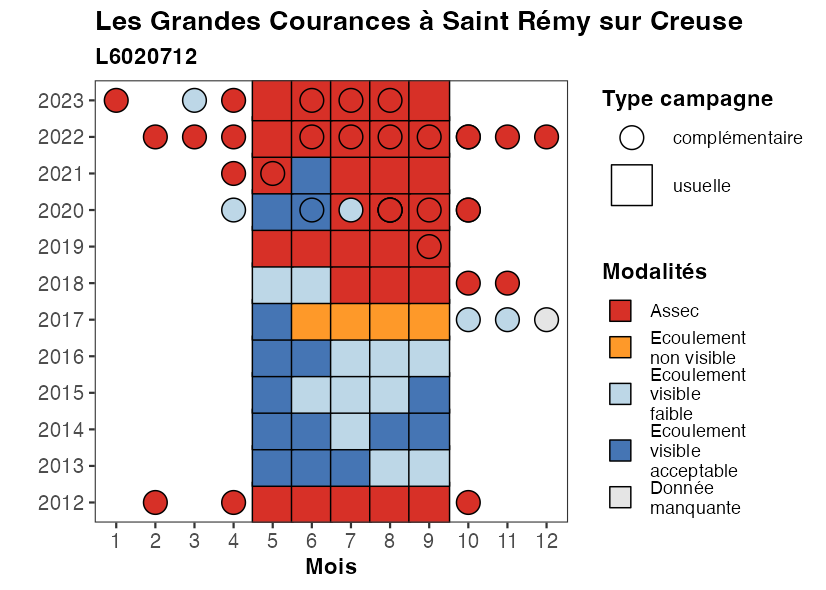 Les Grandes Courances à Saint Rémy sur Creuse
L6020712
2023
2022
2021
2020
2019
2018
2017
2016
2015
2014
2013
2012
1 2 3 4 5 6 7 8 9 10 11 12
Mois
Type campagne
complémentaire
usuelle
Modalités
Assec
Ecoulement
non visible
Ecoulement
visible
faible
Ecoulement
visible
acceptable
Donnée
manquante